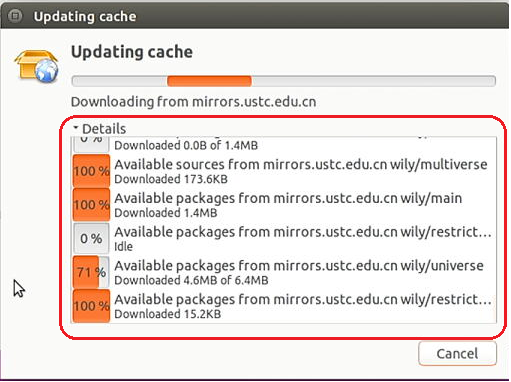 Updating cache
Updating cache
Downloading from mirrors.ustc.edu.cn
Details
0 %
Downloaded 0.0B of 1.4MB
100 %
Available sources from mirrors.ustc.edu.cn wily/multiverse
Downloaded 173.6KB
100 %
Available packages from mirrors.ustc.edu.cn wily/main
Downloaded 1.4MB
0 %
Available packages from mirrors.ustc.edu.cn wily/restrict...
Idle
71 %
Available packages from mirrors.ustc.edu.cn wily/universe
Downloaded 4.6MB of 6.4MB
100 %
Available packages from mirrors.ustc.edu.cn wily/restrict...
Downloaded 15.2KB
Cancel